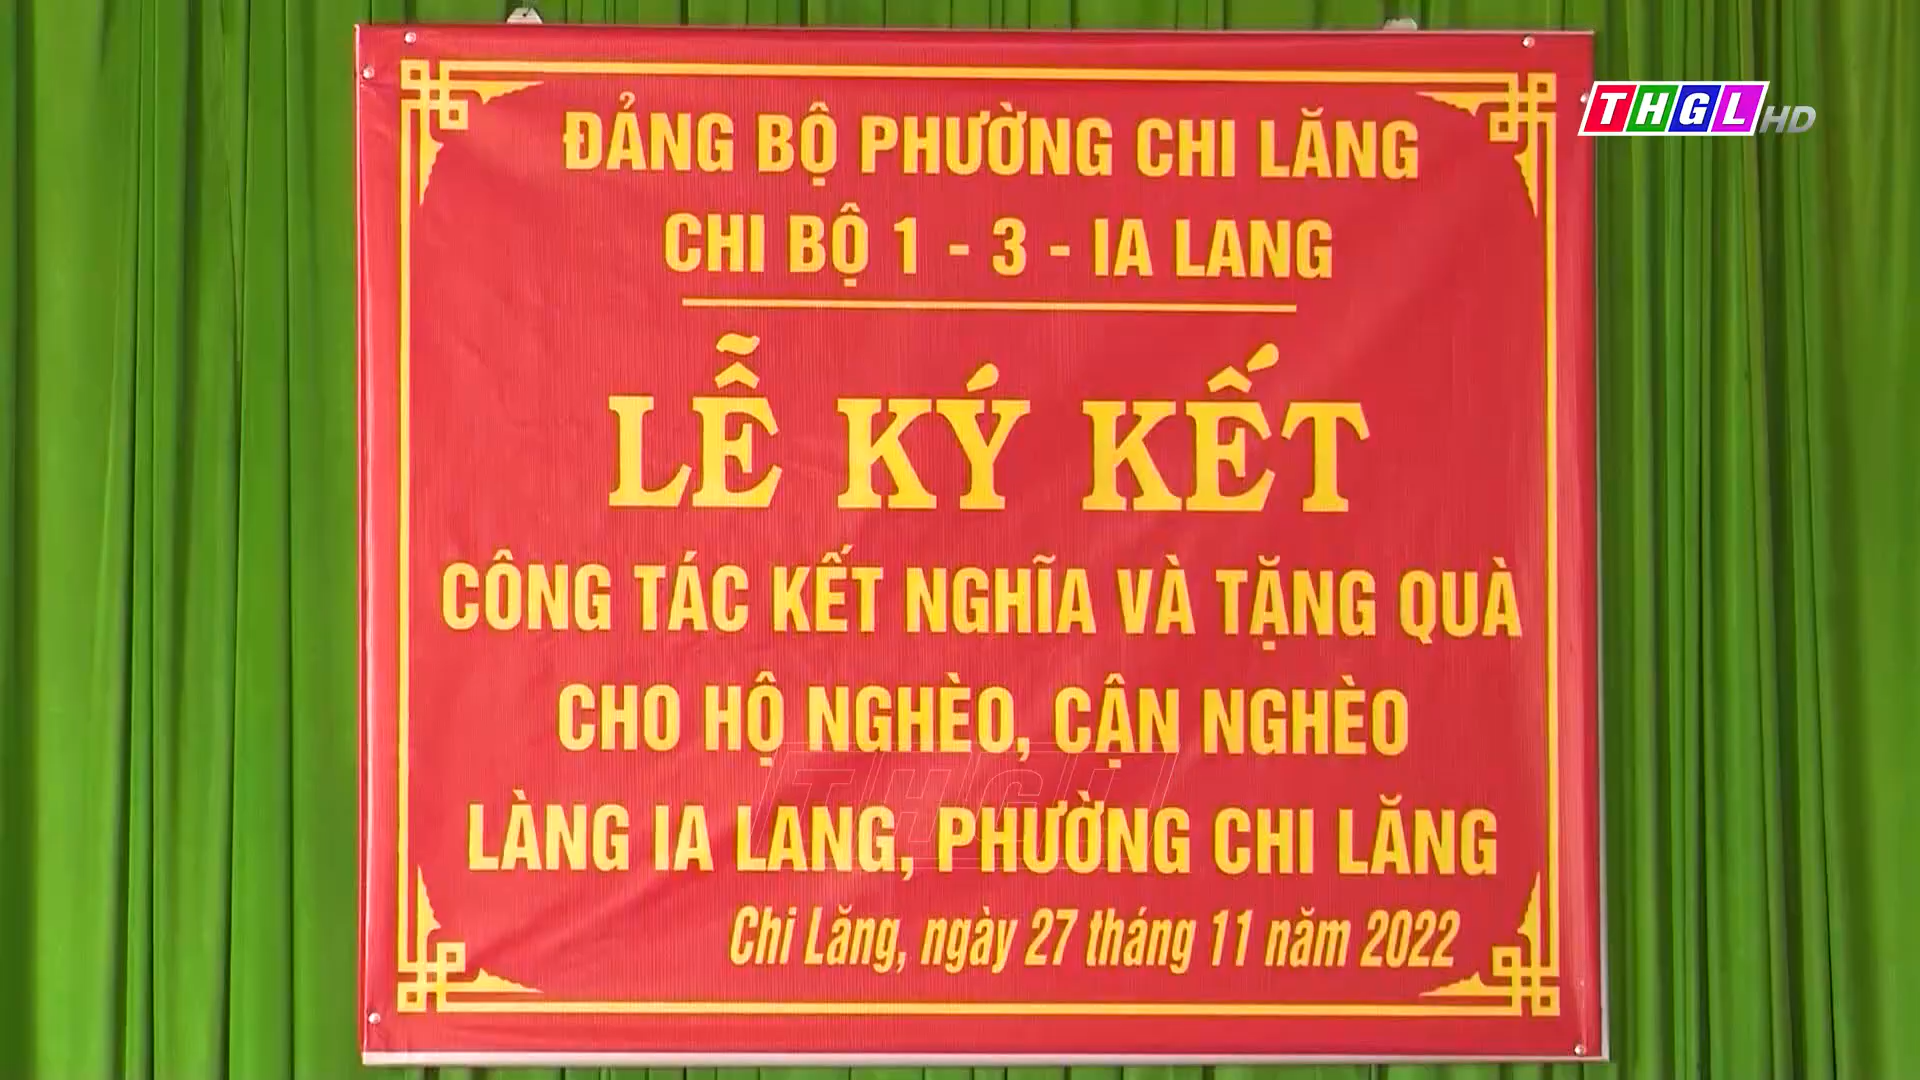 THGL HD
ĐẢNG BỘ PHƯỜNG CHI LĂNG
CHI BỘ 1 - 3 - IA LANG
LỄ KÝ KẾT
CÔNG TÁC KẾT NGHĨA VÀ TẶNG QUÀ
CHO HỘ NGHÈO, CẬN NGHÈO
THGL
LÀNG IA LANG, PHƯỜNG CHI LĂNG
Chi Lăng, ngày 27 tháng 11 năm 2022